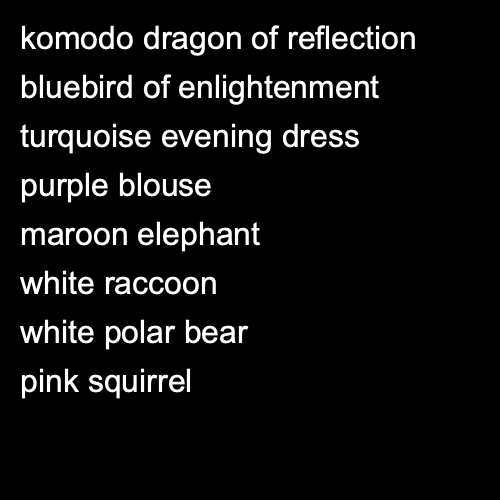 komodo dragon of reflection
bluebird of enlightenment
turquoise evening dress
purple blouse
maroon elephant
white raccoon
white polar bear
pink squirrel